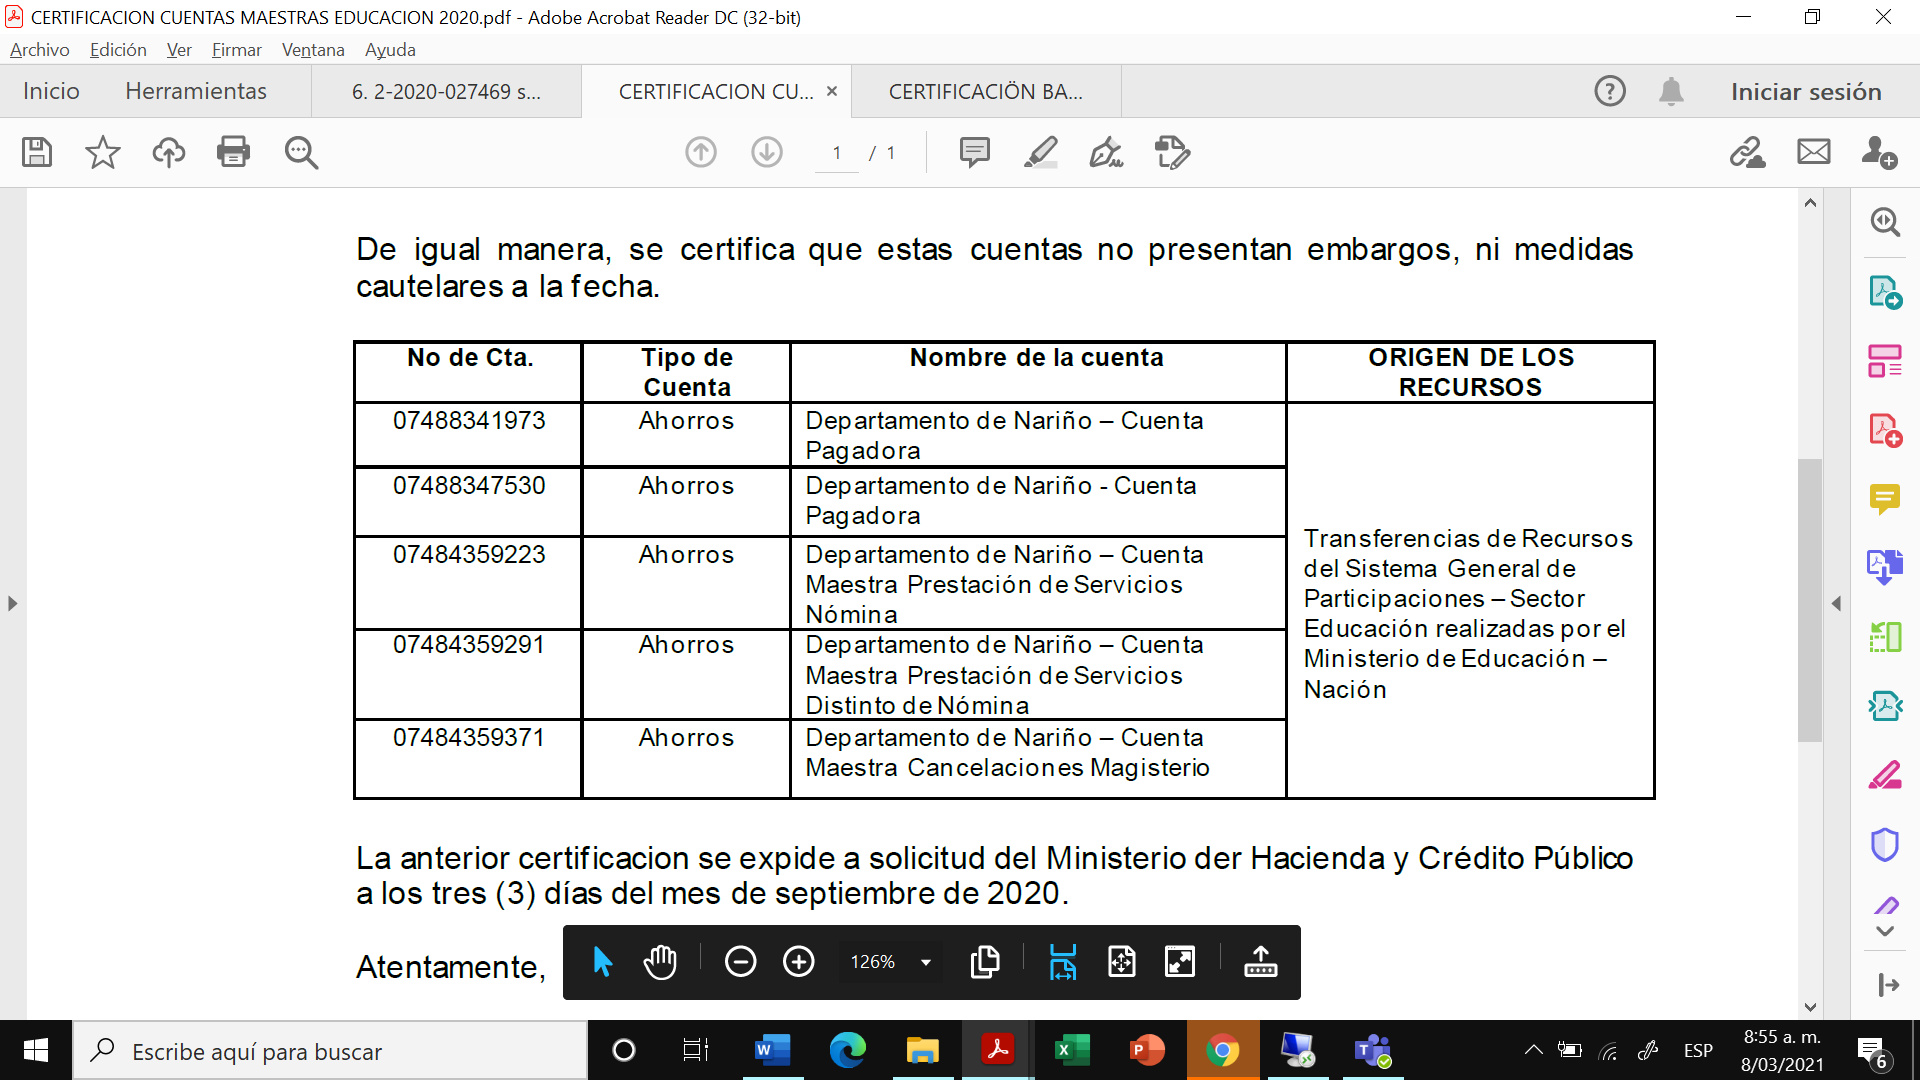 CERTIFICACION CUENTAS MAESTRAS EDUCACION 2020.pdf - Adobe Acrobat Reader DC (32-bit)
Archivo Edición Ver Firmar Ventana Ayuda
Inicio Herramientas 6. 2-2020-027469 s... CERTIFICACION CU... × CERTIFICACIÖN BA... Iniciar sesión
1 / 1
De igual manera, se certifica que estas cuentas no presentan embargos, ni medidas
cautelares a la fecha.
No de Cta. Tipo de Cuenta Nombre de la cuenta ORIGEN DE LOS RECURSOS
07488341973 Ahorros Departamento de Nariño – Cuenta
Pagadora
07488347530 Ahorros Departamento de Nariño - Cuenta
Pagadora
07484359223 Ahorros Departamento de Nariño – Cuenta
Maestra Prestación de Servicios
Nómina
07484359291 Ahorros Departamento de Nariño – Cuenta
Maestra Prestación de Servicios
Distinto de Nómina
07484359371 Ahorros Departamento de Nariño – Cuenta
Maestra Cancelaciones Magisterio
Transferencias de Recursos
del Sistema General de
Participaciones – Sector
Educación realizadas por el
Ministerio de Educación –
Nación
La anterior certificacion se expide a solicitud del Ministerio der Hacienda y Crédito Público
a los tres (3) días del mes de septiembre de 2020.
Atentamente,
126%
Escribe aquí para buscar
ESP
8:55 a. m.
8/03/2021
6